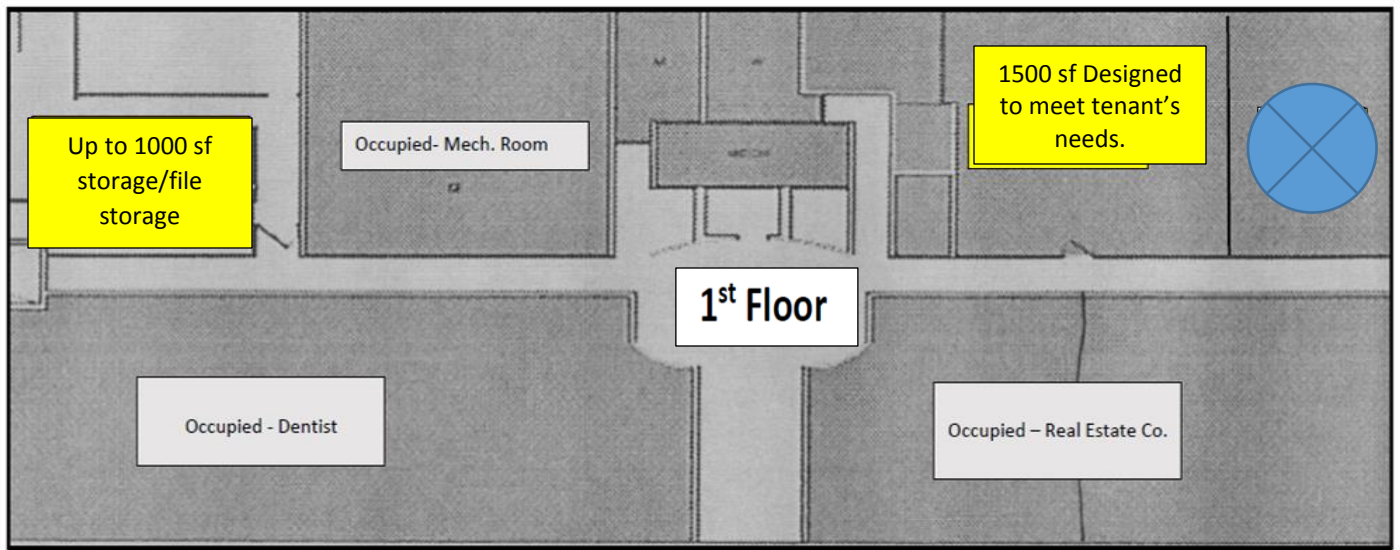 Up to 1000 sf
storage/file
storage
Occupied- Mech. Room
1500 sf Designed
to meet tenant’s
needs.
1st Floor
Occupied - Dentist
Occupied – Real Estate Co.